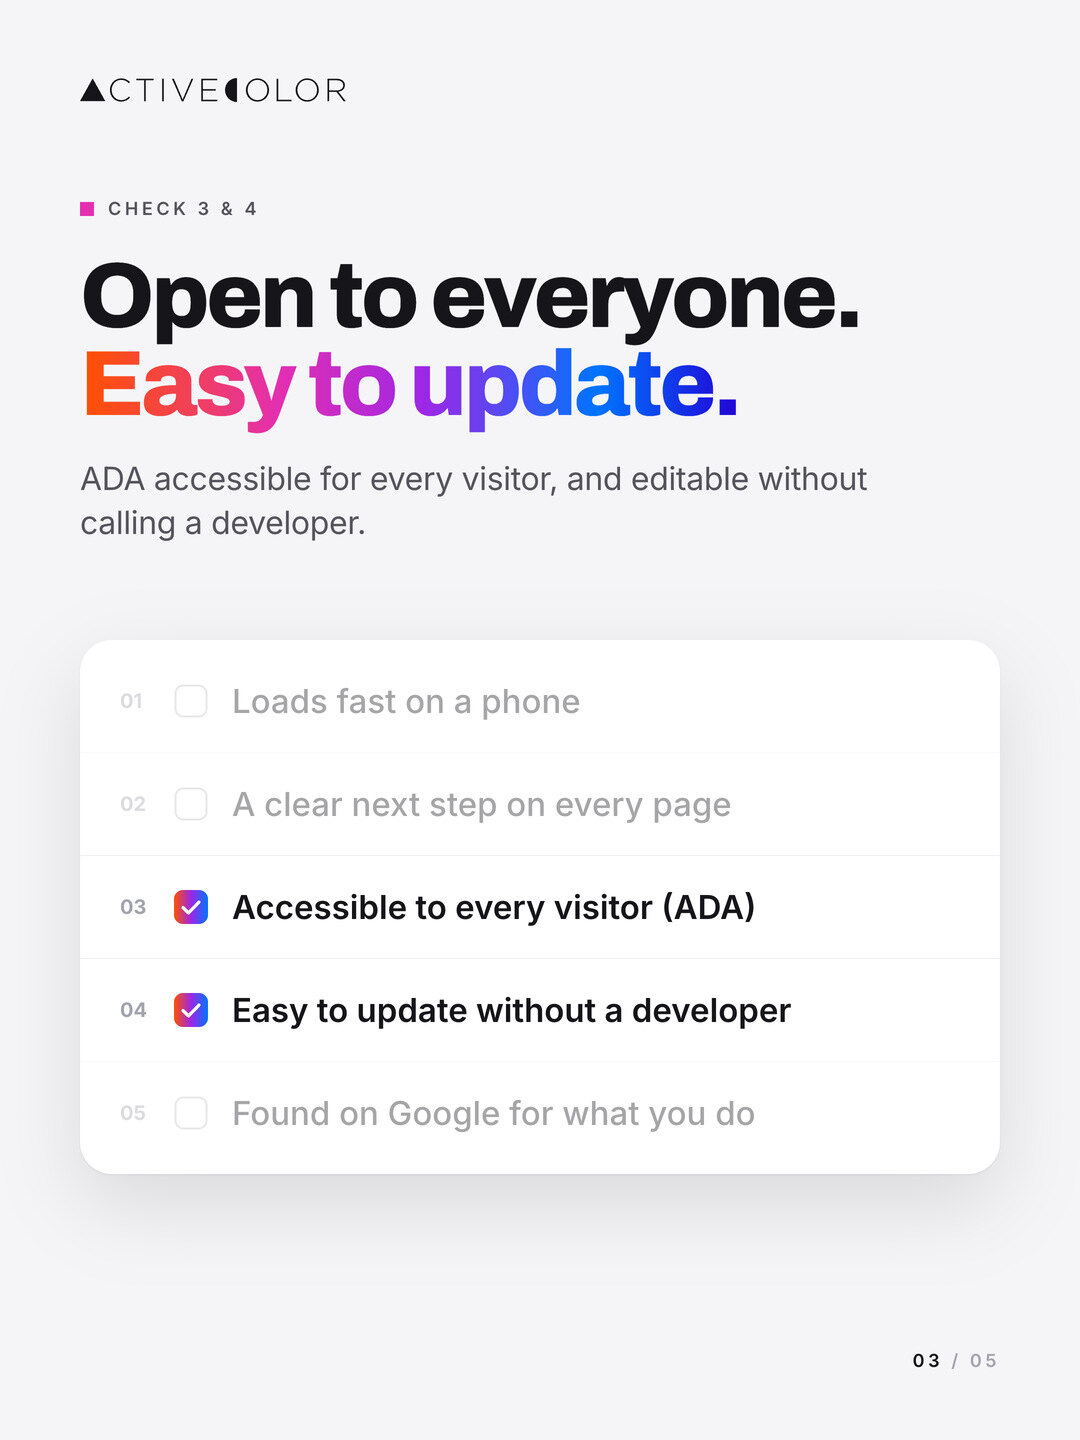 ACTIVECOLOR
CHECK 3 & 4
Open to everyone.
Easy to update.
ADA accessible for every visitor, and editable without
calling a developer.
01 Loads fast on a phone
02 A clear next step on every page
03 Accessible to every visitor (ADA)
04 Easy to update without a developer
05 Found on Google for what you do
03 / 05